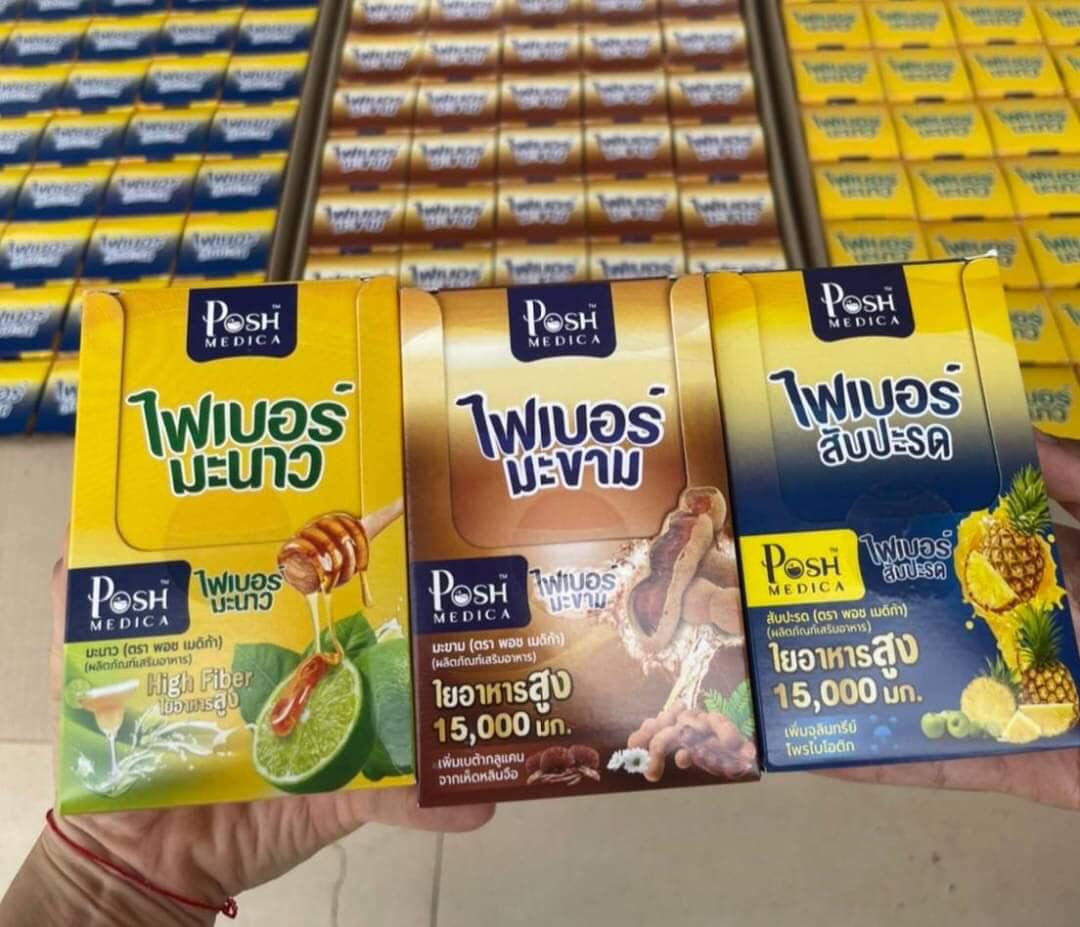 POSH™
MEDICA
ไฟเบอร์
มะนาว
POSH™
MEDICA
ไฟเบอร์
มะนาว
มะนาว (ตรา พอช เมดิก้า)
(ผลิตภัณฑ์เสริมอาหาร)
High Fiber
ใยอาหารสูง
POSH™
MEDICA
ไฟเบอร์
มะขาม
POSH™
MEDICA
ไฟเบอร์
มะขาม
มะขาม (ตรา พอช เมดิก้า)
(ผลิตภัณฑ์เสริมอาหาร)
ใยอาหารสูง
15,000 มก.
เพิ่มเบต้ากลูแคน
จากเห็ดหลินจือ
POSH™
MEDICA
ไฟเบอร์
สับปะรด
POSH™
MEDICA
ไฟเบอร์
สับปะรด
สับปะรด (ตรา พอช เมดิก้า)
(ผลิตภัณฑ์เสริมอาหาร)
ใยอาหารสูง
15,000 มก.
เพิ่มจุลินทรีย์
โพรไบโอติก